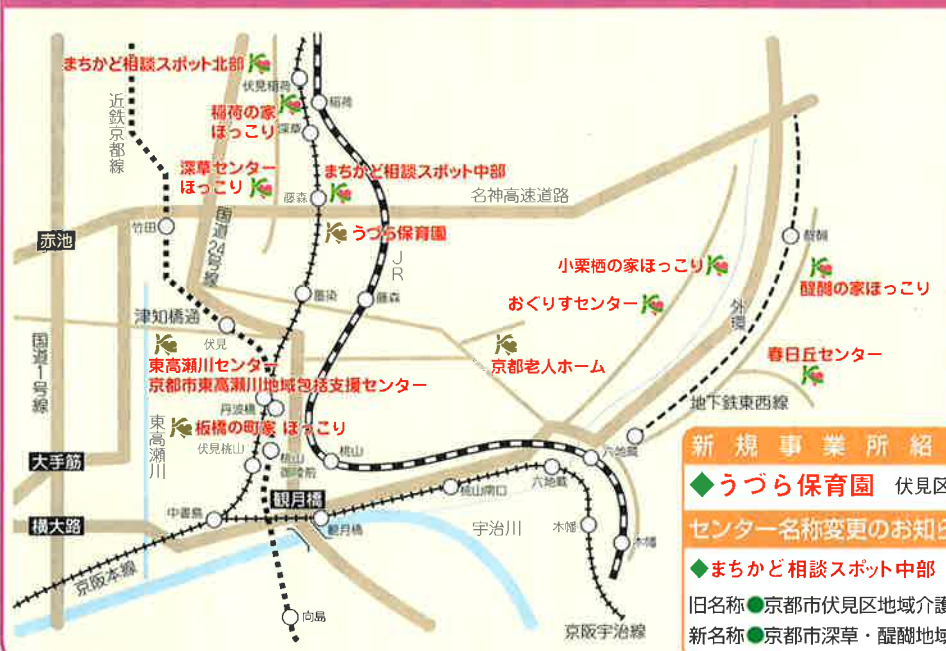 まちかど相談スポット北部
伏見稲荷
稲荷
近鉄京都線
稲荷の家
ほっこり
深草
深草センター
ほっこり
まちかど相談スポット中部
藤森
名神高速道路
竹田
赤池
国道24号線
うづら保育園
JR
醍醐
小栗栖の家ほっこり
醍醐の家ほっこり
おぐりすセンター
墨染
藤森
外環
津知橋通
伏見
国道1号線
東高瀬川センター
京都市東高瀬川地域包括支援センター
京都老人ホーム
春日丘センター
丹波橋
地下鉄東西線
東高瀬川
板橋の町家 ほっこり
伏見桃山
桃山
御陵前
桃山
六地蔵
大手筋
六地蔵
桃山南口
観月橋
中書島
観月橋
横大路
宇治川
木幡
木幡
京阪本線
向島
京阪宇治線
新規事業所紹
◆うづら保育園 伏見区
センター名称変更のお知ら
◆まちかど相談スポット中部
旧名称●京都市伏見区地域介護
新名称●京都市深草・醍醐地域